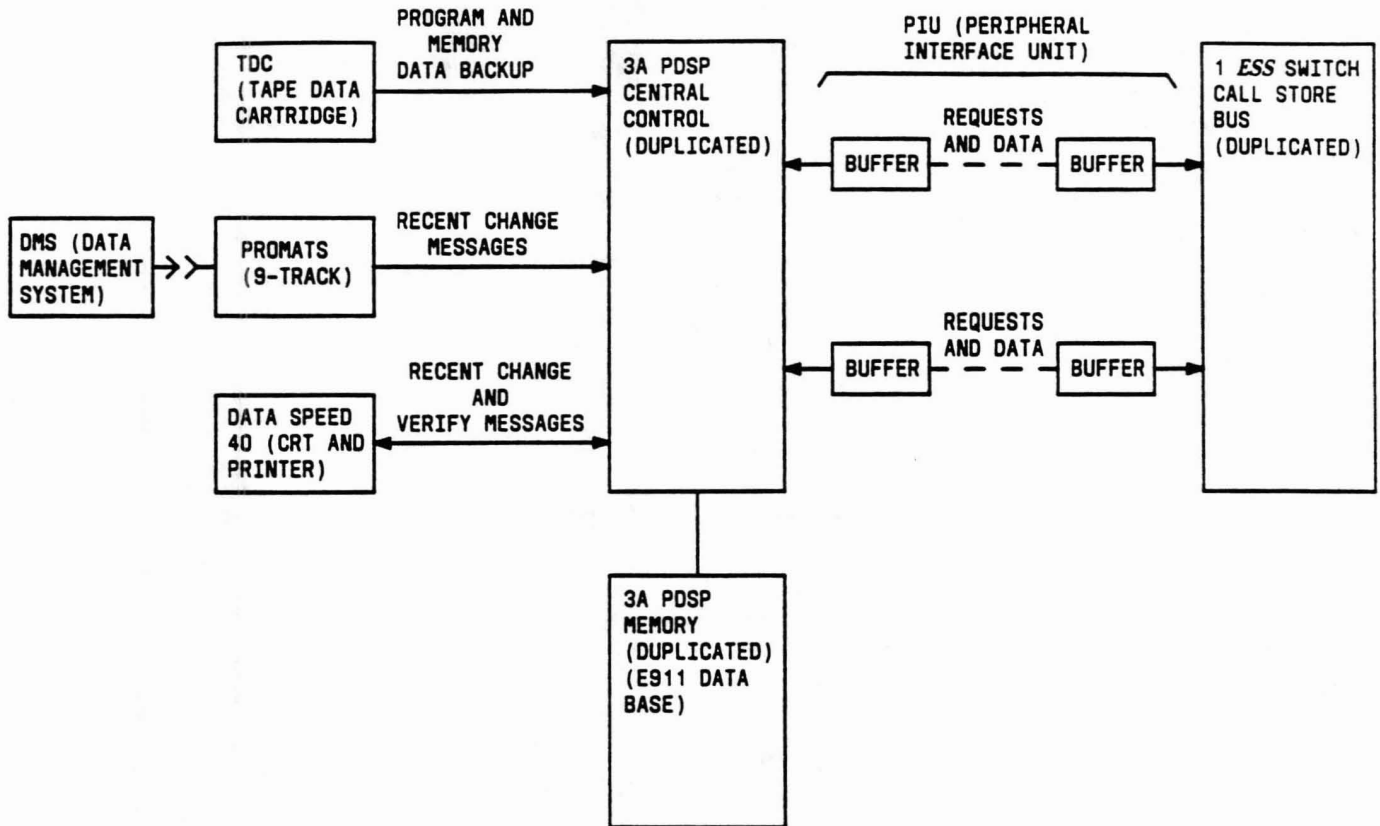 PROGRAM AND
MEMORY
DATA BACKUP
TDC
(TAPE DATA
CARTRIDGE)
3A PDSP
CENTRAL
CONTROL
(DUPLICATED)
PIU (PERIPHERAL
INTERFACE UNIT)
1 ESS SWITCH
CALL STORE
BUS
(DUPLICATED)
REQUESTS
AND DATA
BUFFER
BUFFER
DMS (DATA
MANAGEMENT
SYSTEM)
PROMATS
(9-TRACK)
RECENT CHANGE
MESSAGES
REQUESTS
AND DATA
BUFFER
BUFFER
RECENT CHANGE
AND
VERIFY MESSAGES
DATA SPEED
40 (CRT AND
PRINTER)
3A PDSP
MEMORY
(DUPLICATED)
(E911 DATA
BASE)